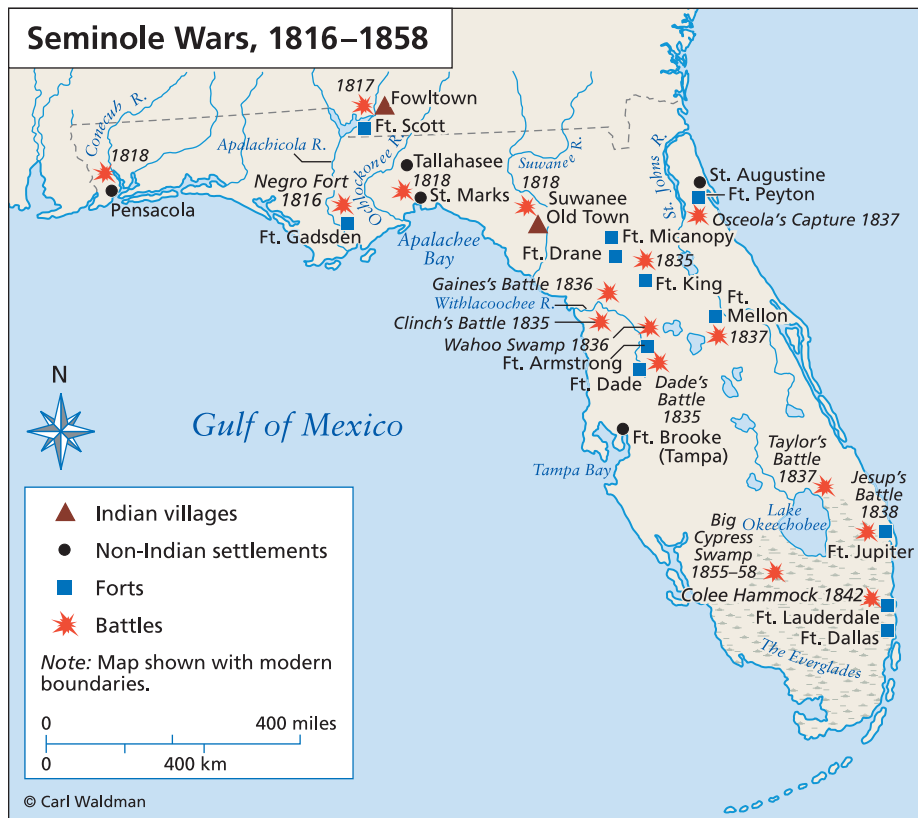 Seminole Wars, 1816–1858
Conecuh R.
1818
Pensacola
1817
Fowltown
Ft. Scott
Apalachicola R.
Ochlockonee R.
Tallahasee
1818
St. Marks
Negro Fort
1816
Ft. Gadsden
Apalachee
Bay
Suwanee R.
1818
Suwanee
Old Town
St. Johns R.
St. Augustine
Ft. Peyton
Osceola's Capture 1837
Ft. Micanopy
Ft. Drane
1835
Ft. King
Gaines's Battle 1836
Withlacoochee R.
Clinch's Battle 1835
Wahoo Swamp 1836
Ft. Armstrong
Ft. Dade
Ft.
Mellon
1837
Dade's
Battle
1835
Ft. Brooke
(Tampa)
Tampa Bay
N
Gulf of Mexico
Taylor's
Battle
1837
Jesup's
Battle
1838
Lake
Okeechobee
Ft. Jupiter
Big
Cypress
Swamp
1855–58
Colee Hammock 1842
Ft. Lauderdale
Ft. Dallas
The Everglades
Indian villages
Non-Indian settlements
Forts
Battles
Note: Map shown with modern
boundaries.
0 400 miles
0 400 km
© Carl Waldman